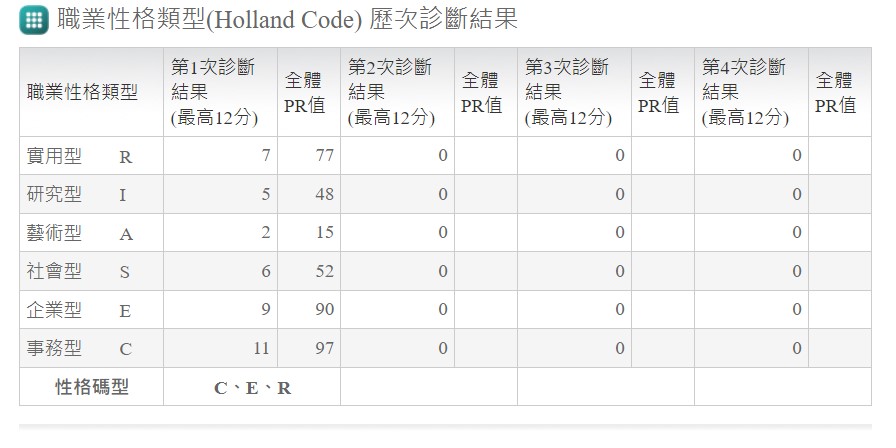 職業性格類型(Holland Code) 歷次診斷結果
職業性格類型 第1次診斷結果(最高12分) 全體PR值 第2次診斷結果(最高12分) 全體PR值 第3次診斷結果(最高12分) 全體PR值 第4次診斷結果(最高12分) 全體PR值
實用型 R 7 77 0 0 0
研究型 I 5 48 0 0 0
藝術型 A 2 15 0 0 0
社會型 S 6 52 0 0 0
企業型 E 9 90 0 0 0
事務型 C 11 97 0 0 0
性格碼型 C、E、R